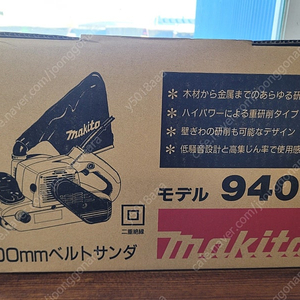 ＊木材から金属までのあらゆる研
＊ハイパワーによる重研削タイプ
＊壁ぎわの研削も可能なデザイン
＊低騒音設計と高集じん率で使用感
makita
二重絶縁
モデル 940
00mmベルトサンダ
makita